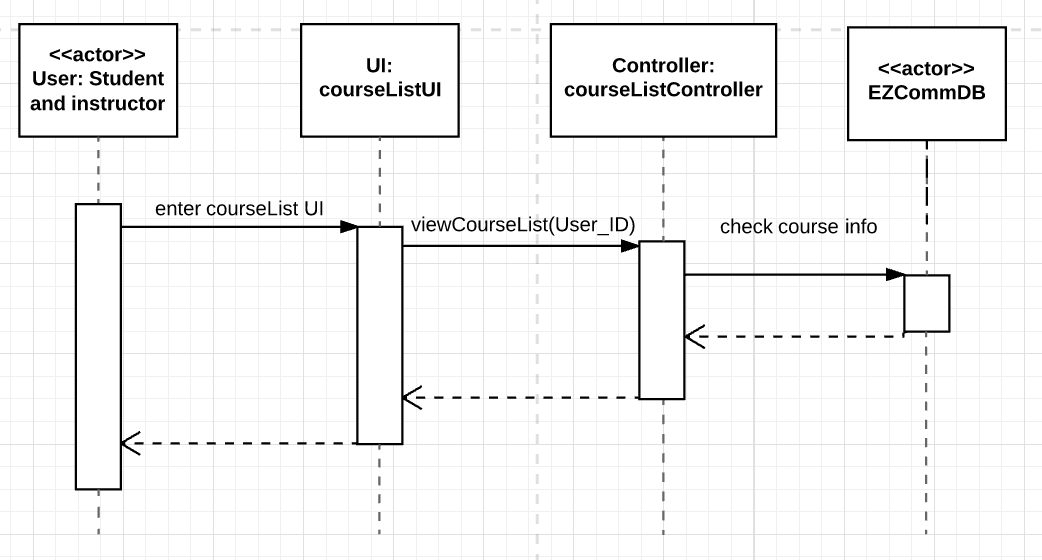 <<actor>>
User: Student
and instructor
UI:
courseListUI
Controller:
courseListController
<<actor>>
EZCommDB
enter courseList UI
viewCourseList(User_ID)
check course info